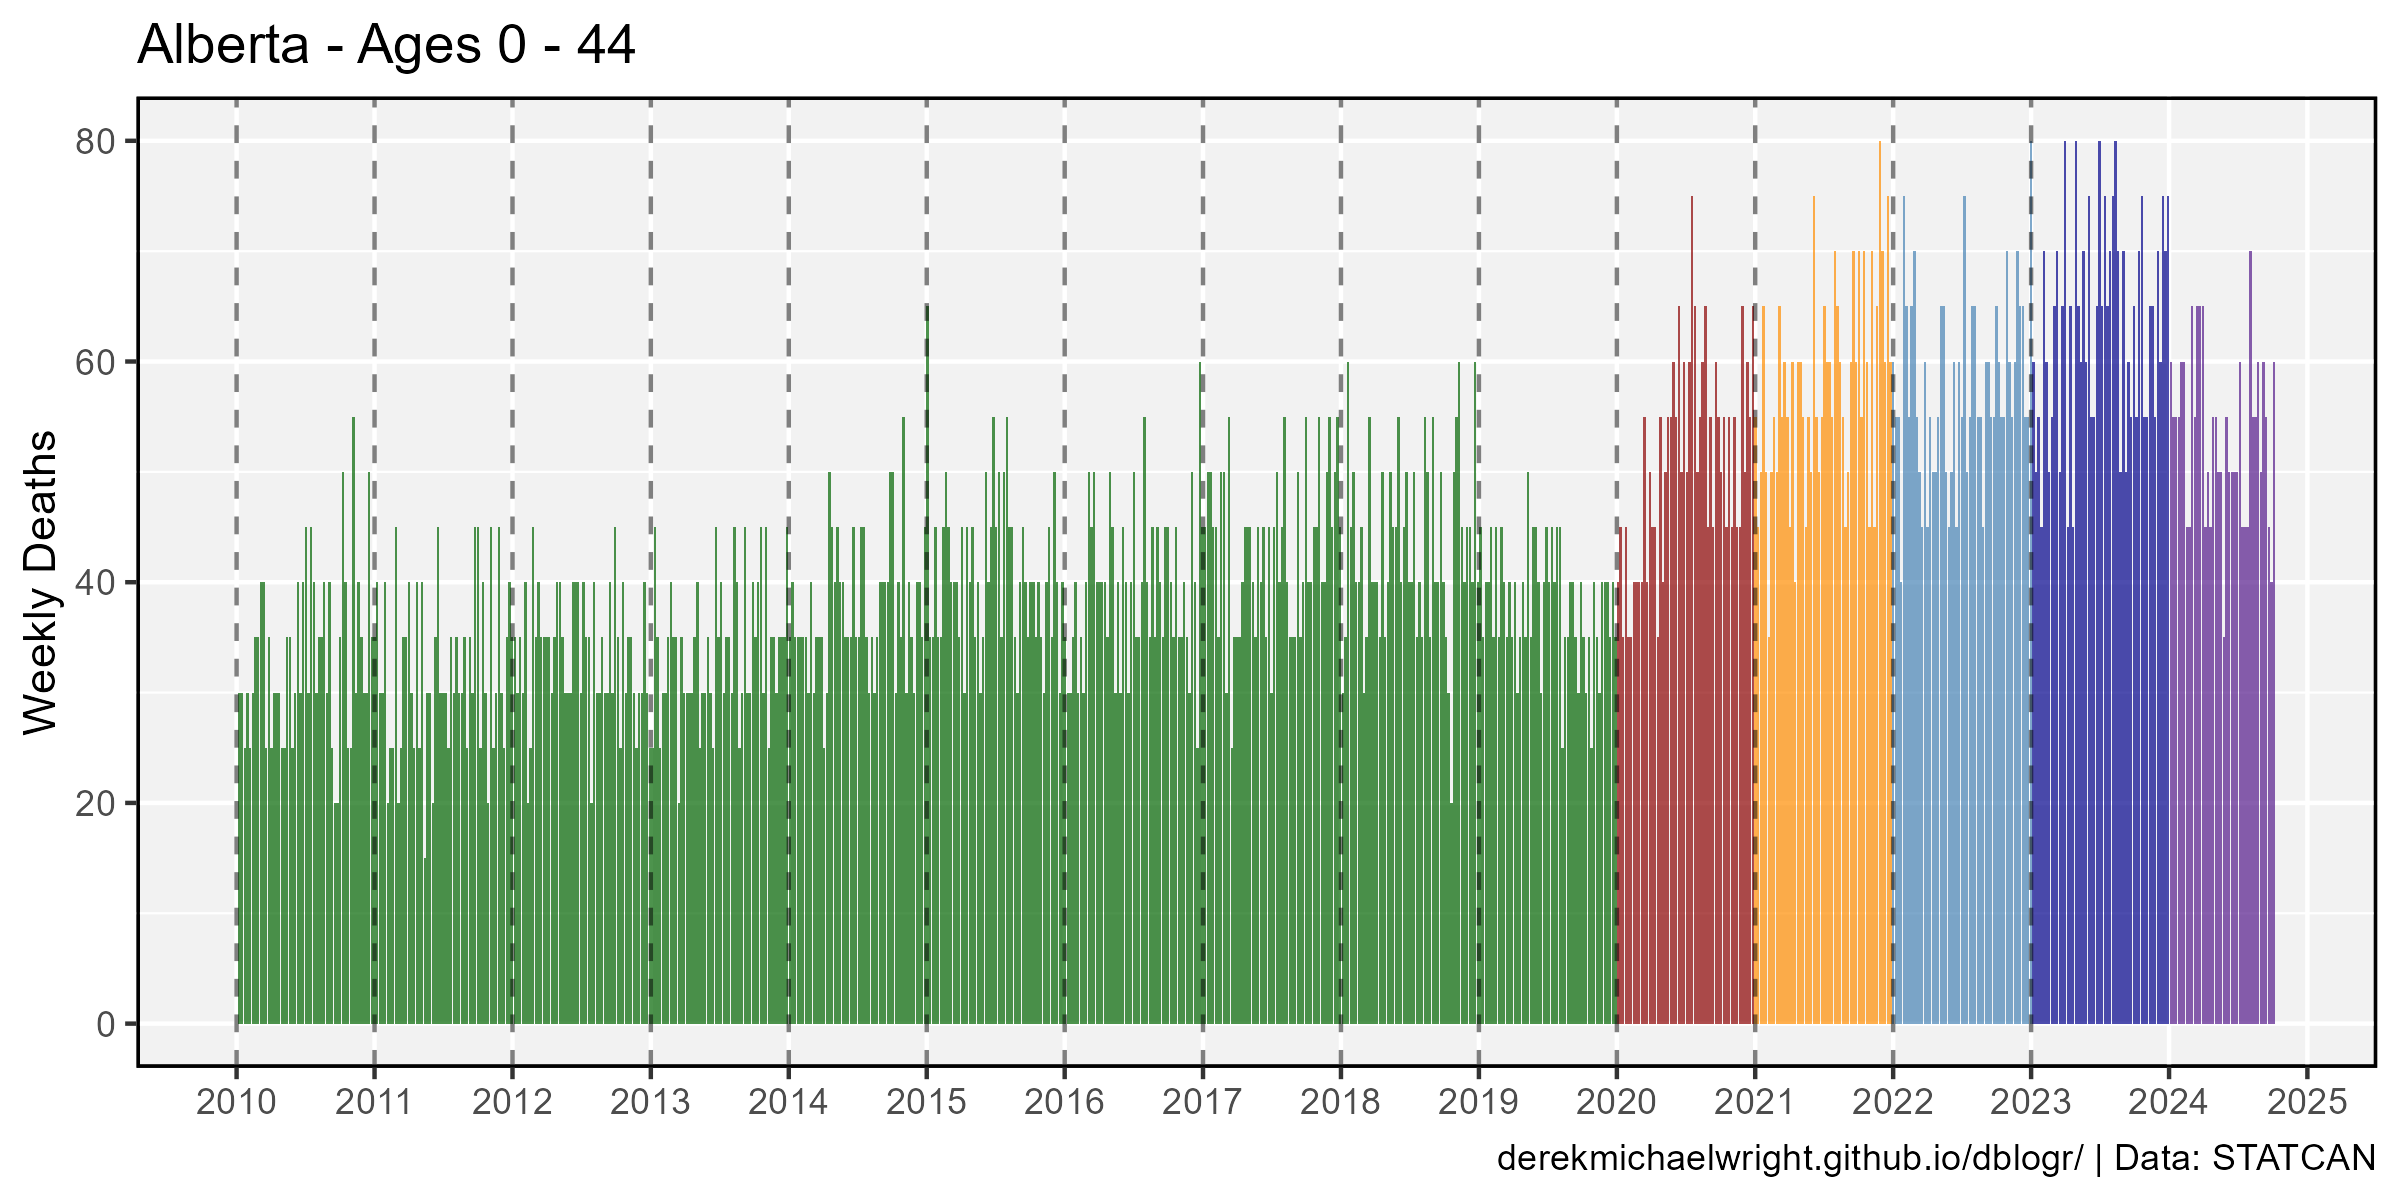 Alberta - Ages 0 - 44
Weekly Deaths
80
60
40
20
0
2010 2011 2012 2013 2014 2015 2016 2017 2018 2019 2020 2021 2022 2023 2024 2025
derekmichaelwright.github.io/dblogr/ | Data: STATCAN